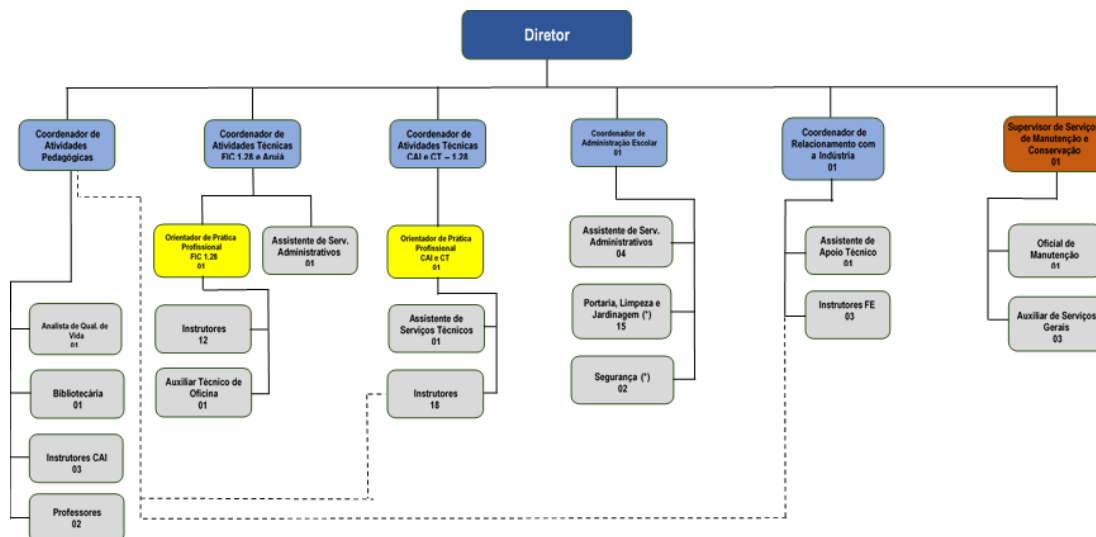 Diretor
Coordenador de
Atividades
Pedagógicas
Coordenador de
Atividades Técnicas
FIC 1.28 e Arujá
Coordenador de
Atividades Técnicas
CAI e CT – 1.28
Coordenador de
Administração Escolar
01
Coordenador de
Relacionamento com
a Indústria
01
Supervisor de Serviços
de Manutenção e
Conservação
01
Orientador de Prática
Profissional
FIC 1.28
01
Assistente de Serv.
Administrativos
01
Orientador de Prática
Profissional
CAI e CT
01
Assistente de Serv.
Administrativos
04
Assistente de
Apoio Técnico
01
Oficial de
Manutenção
01
Analista de Qual. de
Vida
01
Instrutores
12
Assistente de
Serviços Técnicos
01
Portaria, Limpeza e
Jardinagem (*)
15
Instrutores FE
03
Auxiliar de Serviços
Gerais
03
Bibliotecária
01
Auxiliar Técnico de
Oficina
01
Instrutores
18
Segurança (*)
02
Instrutores CAI
03
Professores
02